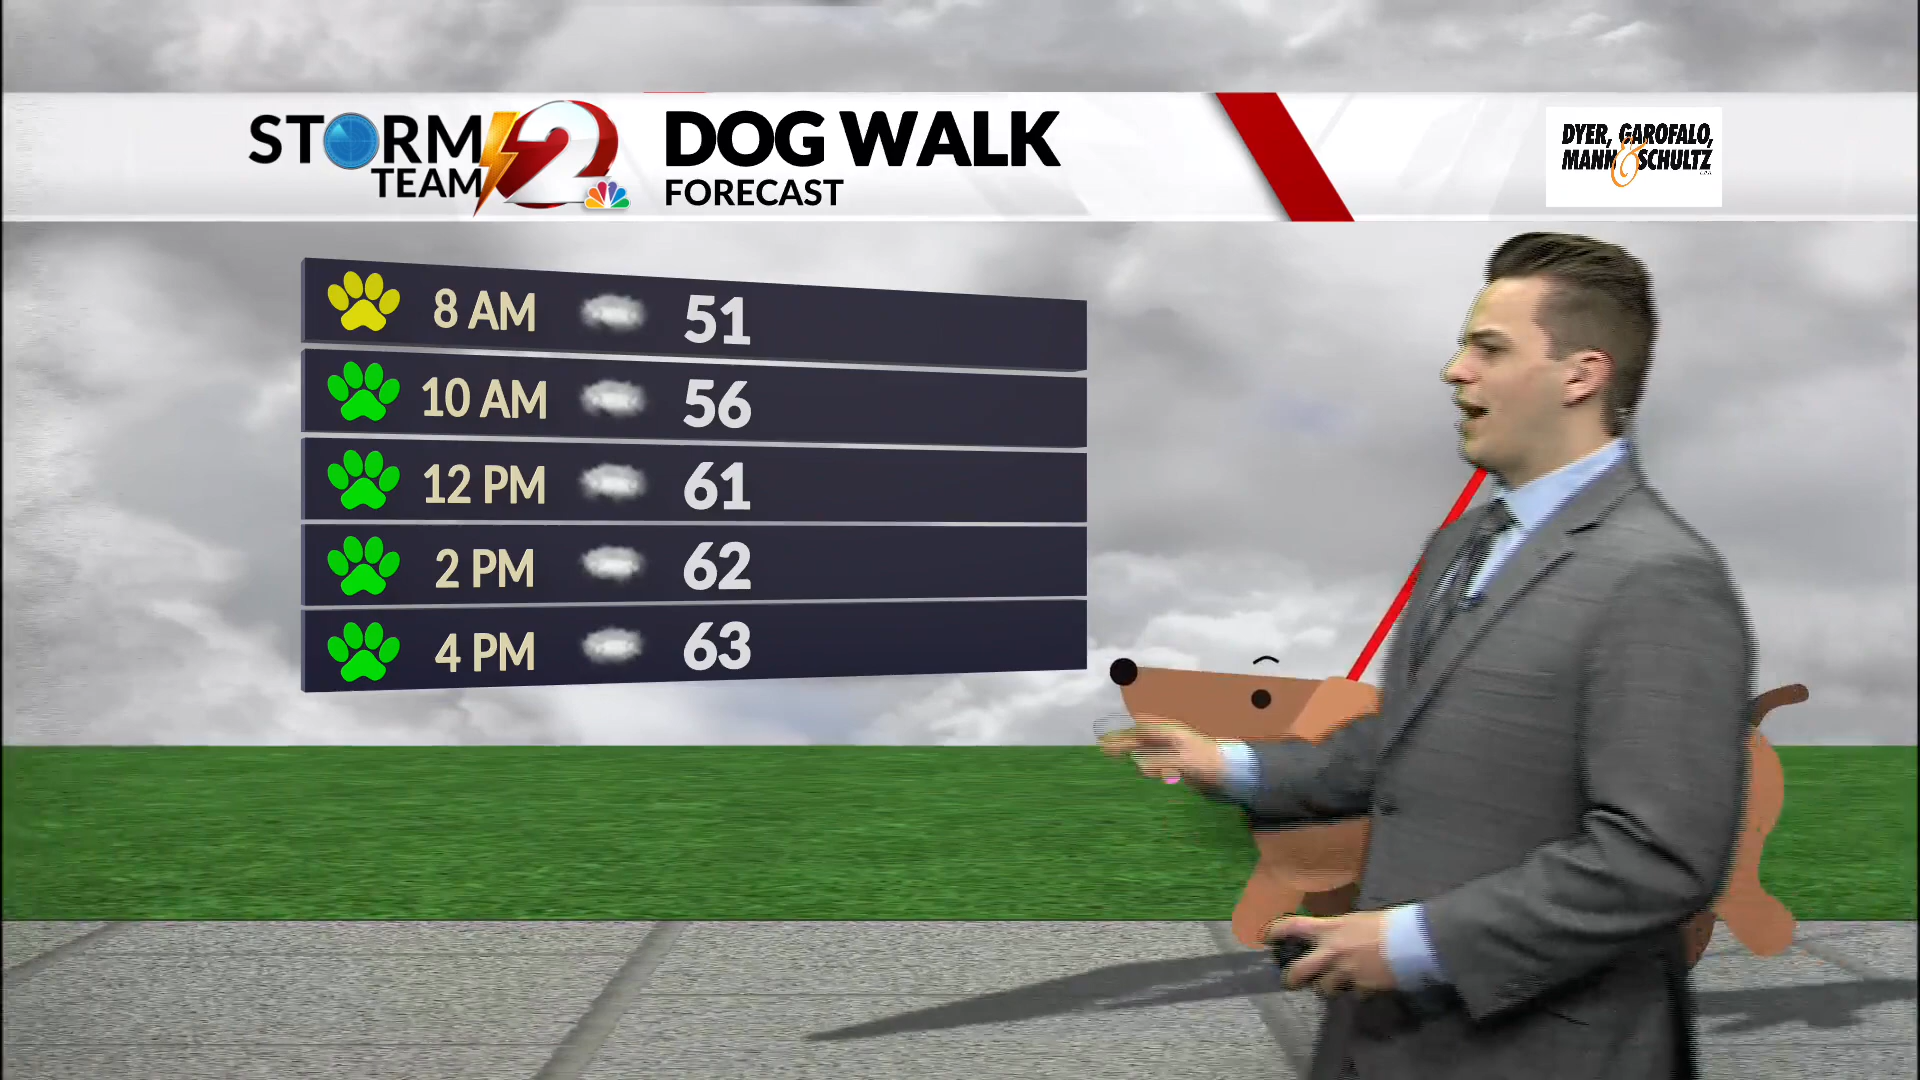 STORM
TEAM
2
DOG WALK
FORECAST
DYER, GAROFALO,
MANN & SCHULTZ
8 AM 51
10 AM 56
12 PM 61
2 PM 62
4 PM 63